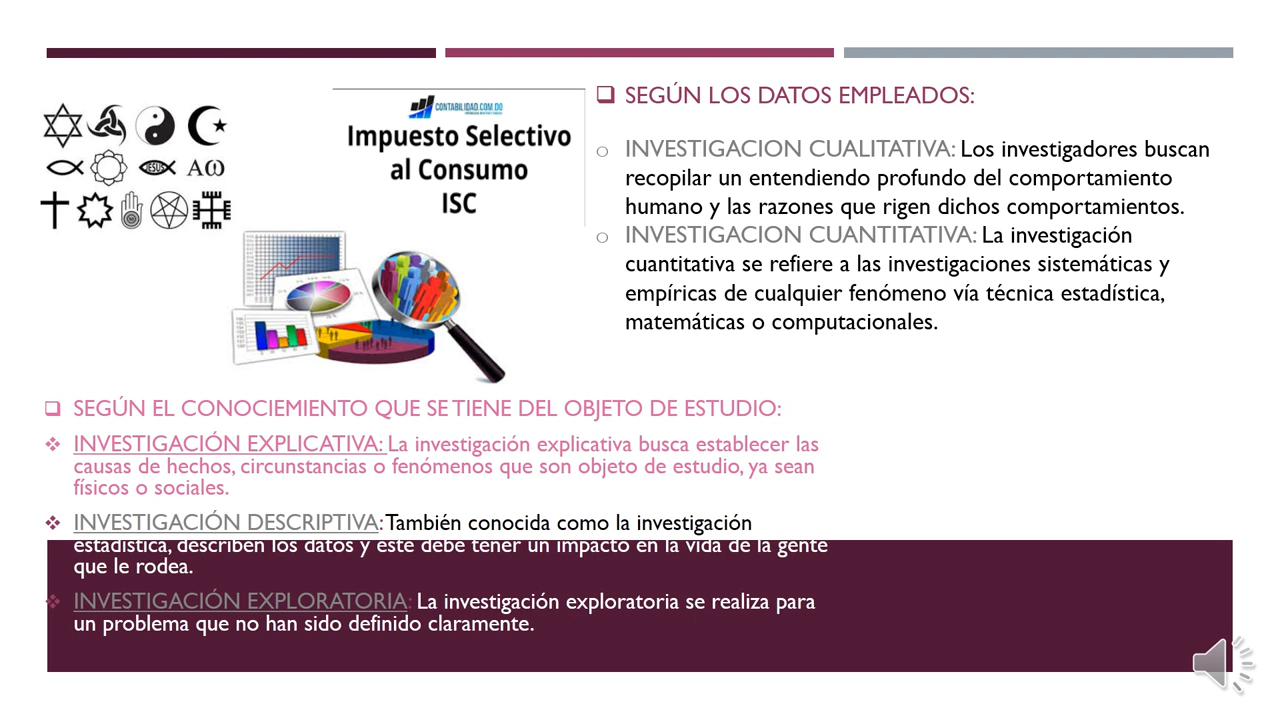 JESUS
ΑΩ
CONTABILIDAD.COM.DO
Impuesto Selectivo
al Consumo
ISC
SEGÚN LOS DATOS EMPLEADOS:
INVESTIGACION CUALITATIVA: Los investigadores buscan
recopilar un entendiendo profundo del comportamiento
humano y las razones que rigen dichos comportamientos.
INVESTIGACION CUANTITATIVA: La investigación
cuantitativa se refiere a las investigaciones sistemáticas y
empíricas de cualquier fenómeno vía técnica estadística,
matemáticas o computacionales.
SEGÚN EL CONOCIEMIENTO QUE SE TIENE DEL OBJETO DE ESTUDIO:
INVESTIGACIÓN EXPLICATIVA: La investigación explicativa busca establecer las
causas de hechos, circunstancias o fenómenos que son objeto de estudio, ya sean
físicos o sociales.
INVESTIGACIÓN DESCRIPTIVA: También conocida como la investigación
estadística, describen los datos y este debe tener un impacto en la vida de la gente
que le rodea.
INVESTIGACIÓN EXPLORATORIA: La investigación exploratoria se realiza para
un problema que no han sido definido claramente.